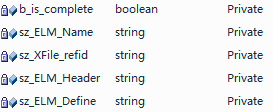 b_is_complete boolean Private
sz_ELM_Name string Private
sz_XFile_refid string Private
sz_ELM_Header string Private
sz_ELM_Define string Private